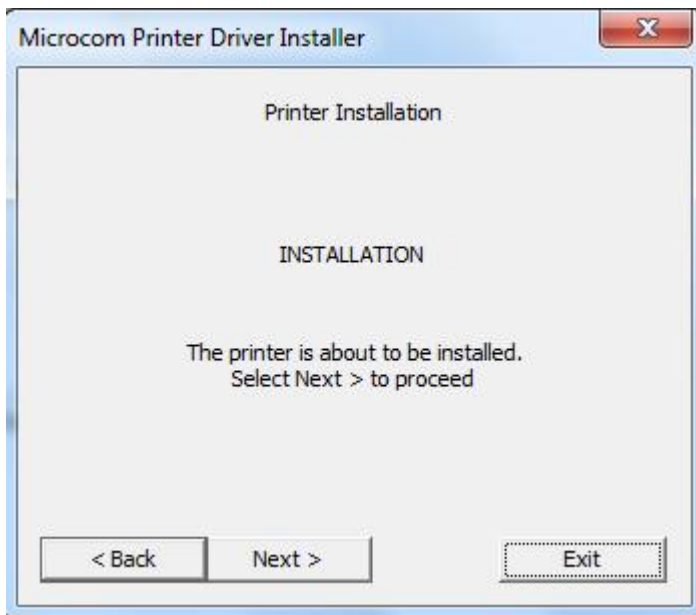 Microcom Printer Driver Installer
Printer Installation
INSTALLATION
The printer is about to be installed.
Select Next > to proceed
< Back
Next >
Exit